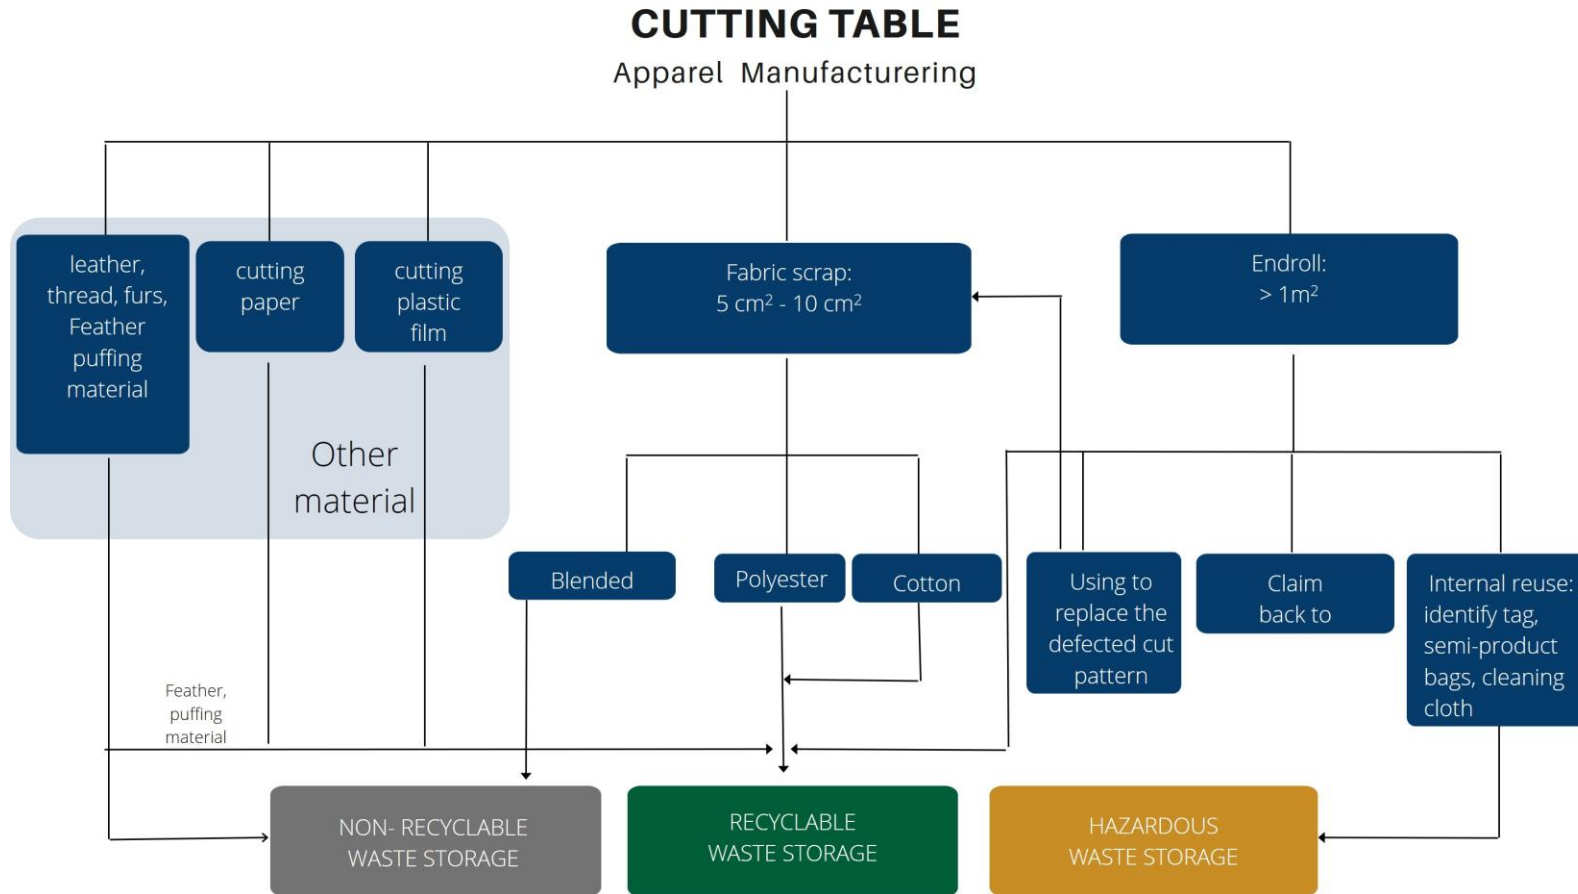 CUTTING TABLE
Apparel Manufacturering
leather,
thread, furs,
Feather
puffing
material
cutting
paper
cutting
plastic
film
Other
material
Fabric scrap:
5 cm² - 10 cm²
Endroll:
> 1m²
Blended
Polyester
Cotton
Using to
replace the
defected cut
pattern
Claim
back to
Internal reuse:
identify tag,
semi-product
bags, cleaning
cloth
Feather,
puffing
material
NON- RECYCLABLE
WASTE STORAGE
RECYCLABLE
WASTE STORAGE
HAZARDOUS
WASTE STORAGE